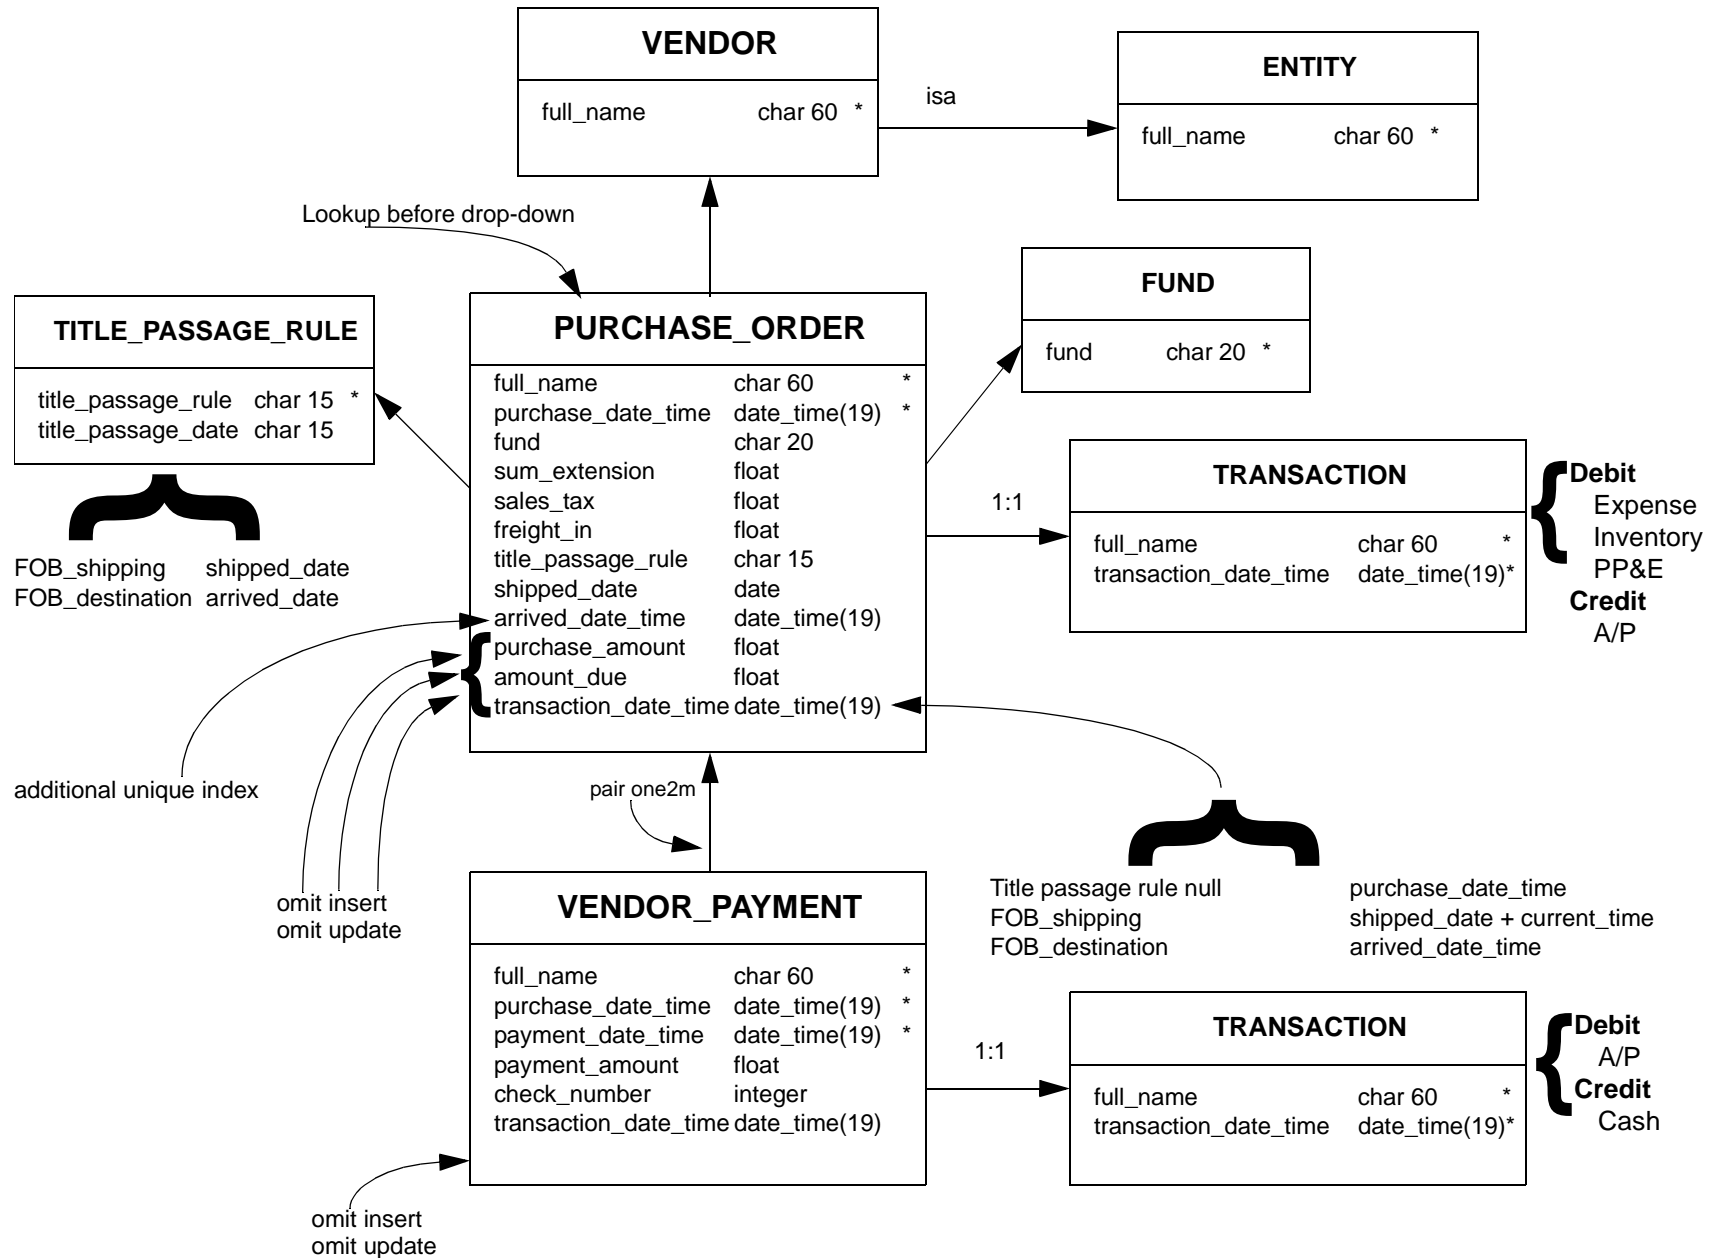 VENDOR
full_name char 60 *
isa
ENTITY
full_name char 60 *
Lookup before drop-down
FUND
fund char 20 *
TITLE_PASSAGE_RULE
title_passage_rule char 15 *
title_passage_date char 15
FOB_shipping shipped_date
FOB_destination arrived_date
PURCHASE_ORDER
full_name char 60 *
purchase_date_time date_time(19) *
fund char 20
sum_extension float
sales_tax float
freight_in float
title_passage_rule char 15
shipped_date date
arrived_date_time date_time(19)
purchase_amount float
amount_due float
transaction_date_time date_time(19)
1:1
TRANSACTION
full_name char 60 *
transaction_date_time date_time(19)*
Debit
Expense
Inventory
PP&E
Credit
A/P
additional unique index
pair one2m
omit insert
omit update
Title passage rule null purchase_date_time
FOB_shipping shipped_date + current_time
FOB_destination arrived_date_time
VENDOR_PAYMENT
full_name char 60 *
purchase_date_time date_time(19) *
payment_date_time date_time(19) *
payment_amount float
check_number integer
transaction_date_time date_time(19)
1:1
TRANSACTION
full_name char 60 *
transaction_date_time date_time(19)*
Debit
A/P
Credit
Cash
omit insert
omit update